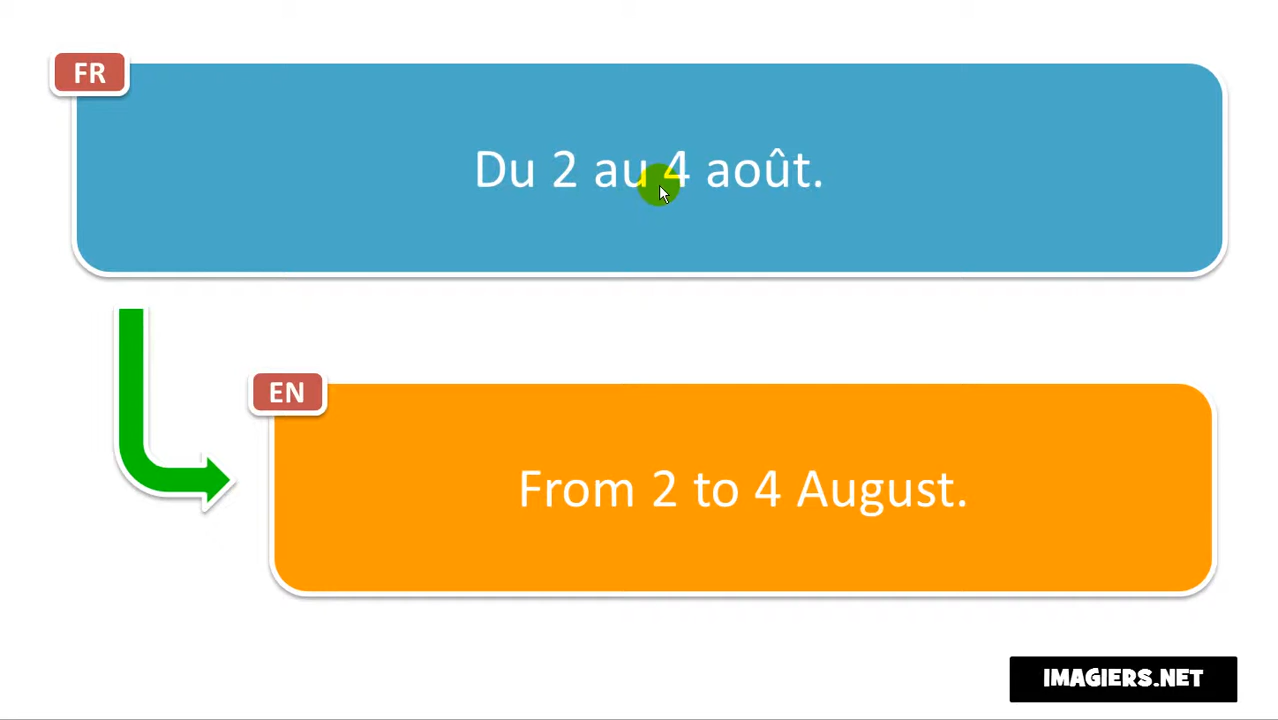 FR
Du 2 au 4 août.
EN
From 2 to 4 August.
IMAGIERS.NET